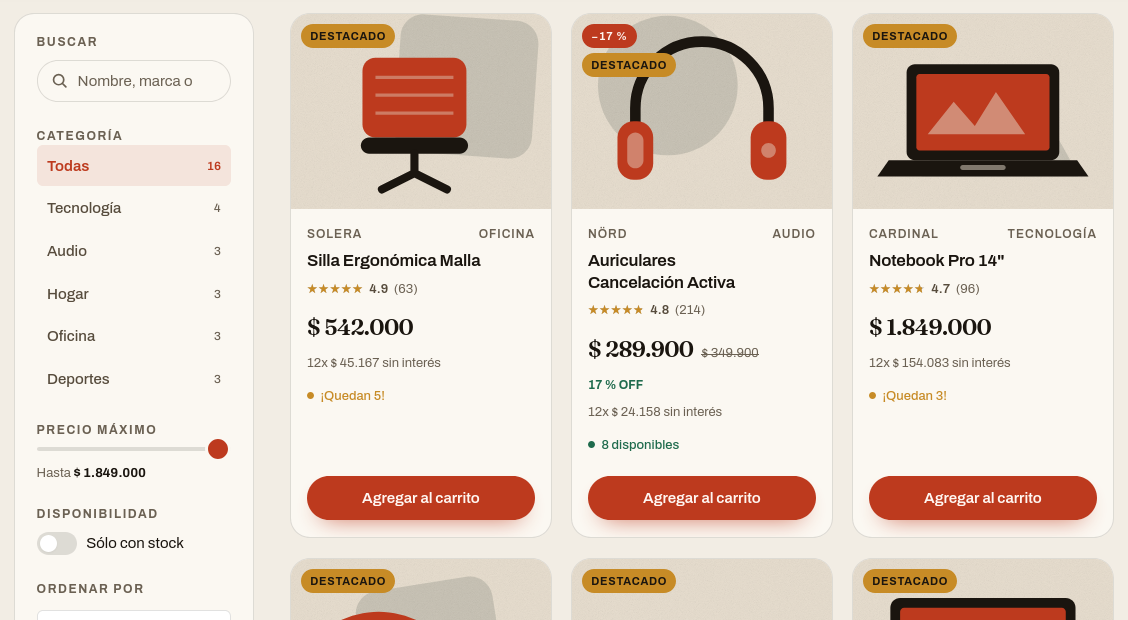 BUSCAR
Nombre, marca o
CATEGORÍA
Todas 16
Tecnología 4
Audio 3
Hogar 3
Oficina 3
Deportes 3
PRECIO MÁXIMO
Hasta $ 1.849.000
DISPONIBILIDAD
Sólo con stock
ORDENAR POR
DESTACADO
SOLERA OFICINA
Silla Ergonómica Malla
★★★★★ 4.9 (63)
$ 542.000
12x $ 45.167 sin interés
¡Quedan 5!
Agregar al carrito
−17 %
DESTACADO
NÖRD AUDIO
Auriculares
Cancelación Activa
★★★★★ 4.8 (214)
$ 289.900 $ 349.900
17 % OFF
12x $ 24.158 sin interés
8 disponibles
Agregar al carrito
DESTACADO
CARDINAL TECNOLOGÍA
Notebook Pro 14"
★★★★★ 4.7 (96)
$ 1.849.000
12x $ 154.083 sin interés
¡Quedan 3!
Agregar al carrito
DESTACADO
DESTACADO
DESTACADO